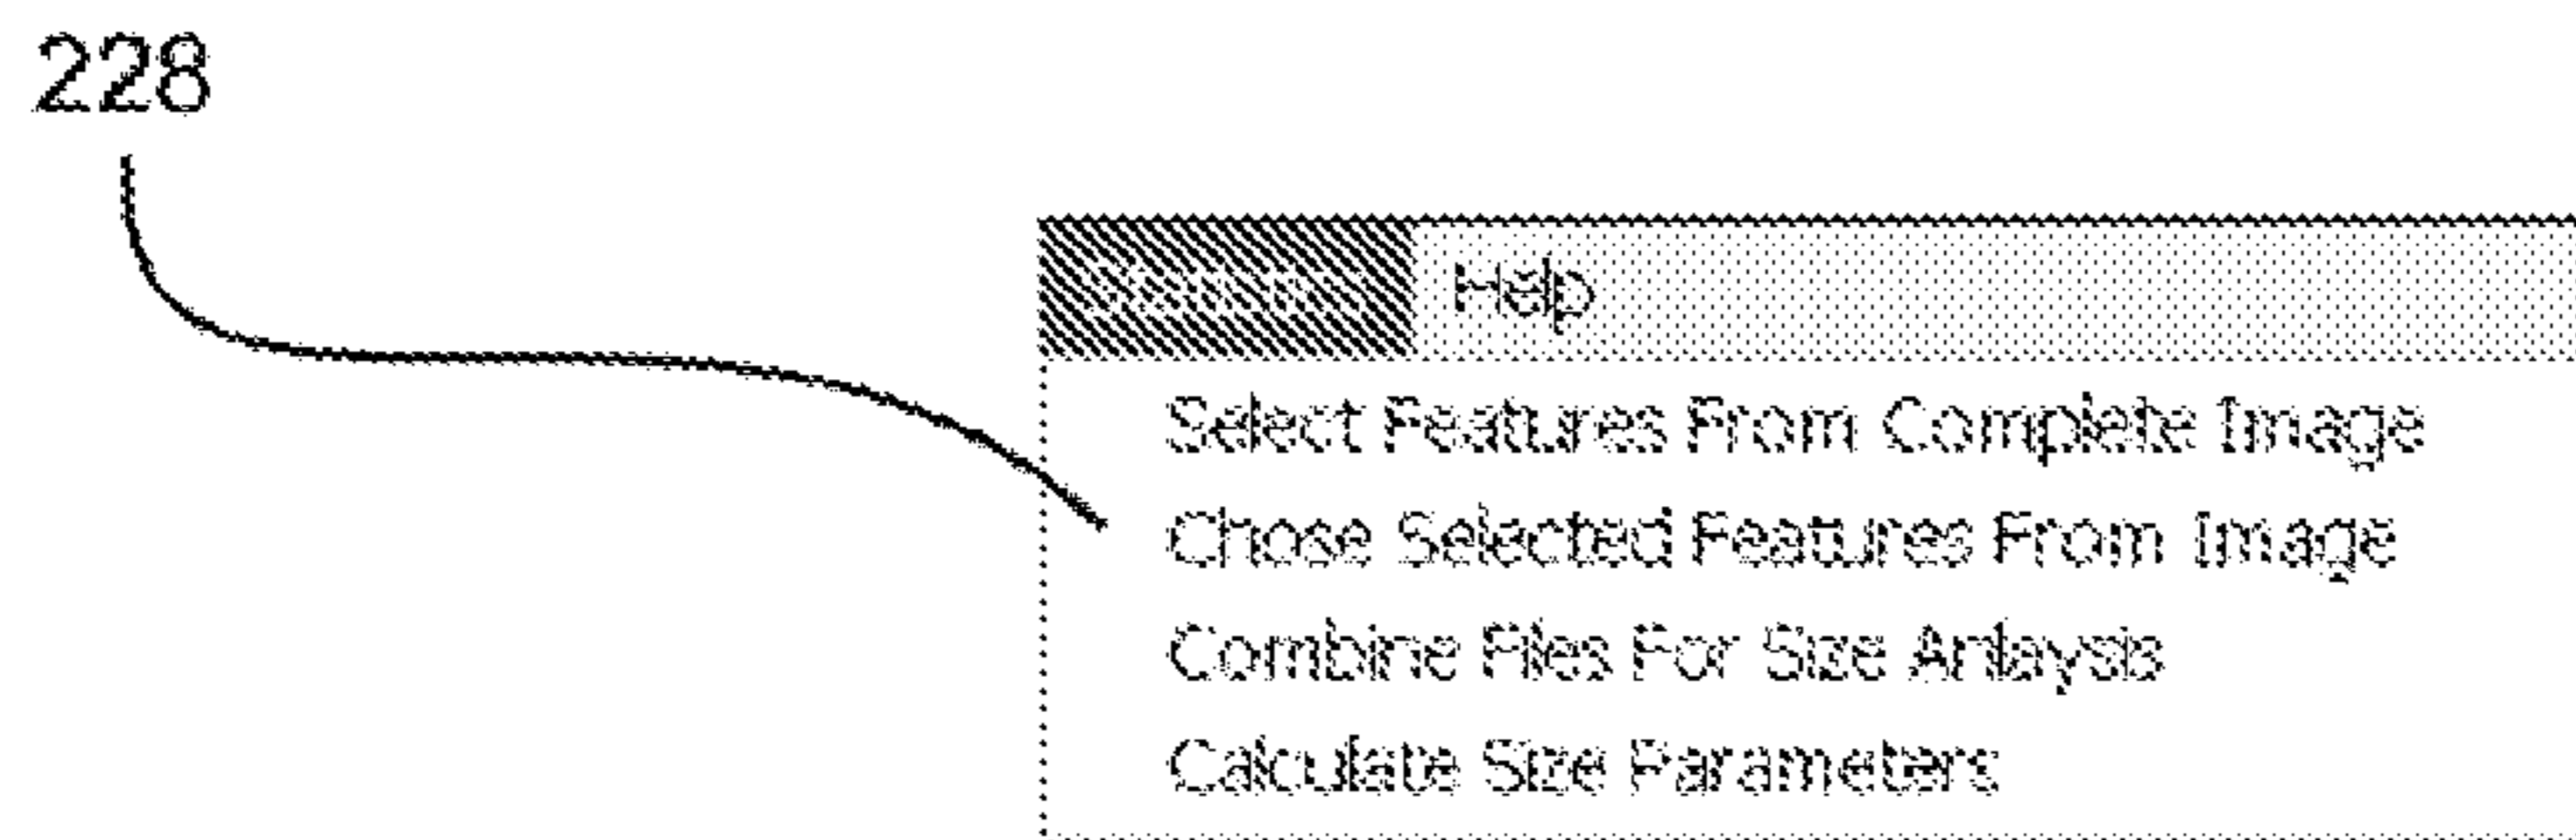 228
Help
Select Features From Complete Image
Chose Selected Features From Image
Combine Files For Size Anlaysis
Calculate Size Parameters